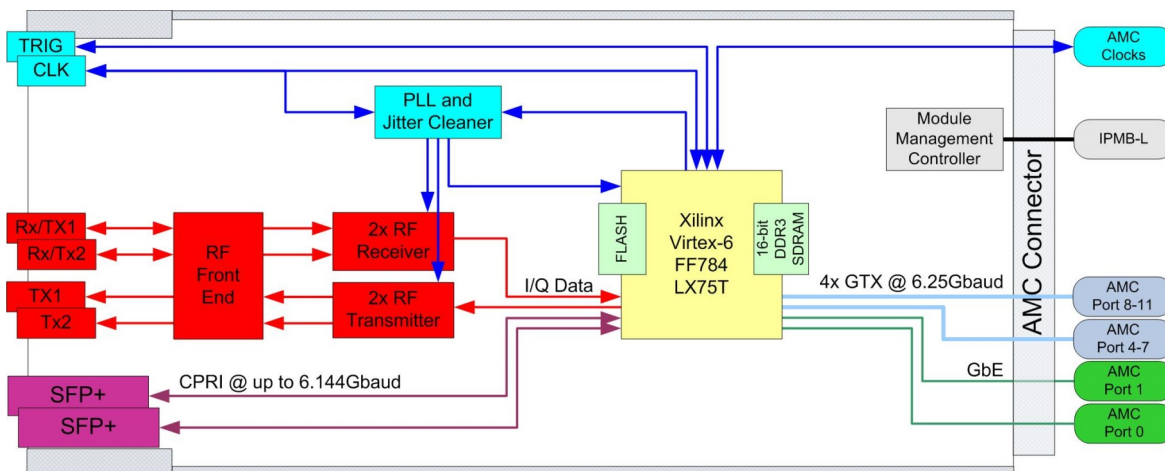 TRIG
CLK
PLL and
Jitter Cleaner
AMC
Clocks
Module
Management
Controller
IPMB-L
AMC Connector
Rx/TX1
Rx/Tx2
TX1
Tx2
RF
Front
End
2x RF
Receiver
2x RF
Transmitter
I/Q Data
FLASH
Xilinx
Virtex-6
FF784
LX75T
16-bit
DDR3
SDRAM
4x GTX @ 6.25Gbaud
AMC
Port 8-11
AMC
Port 4-7
GbE
AMC
Port 1
AMC
Port 0
CPRI @ up to 6.144Gbaud
SFP+
SFP+